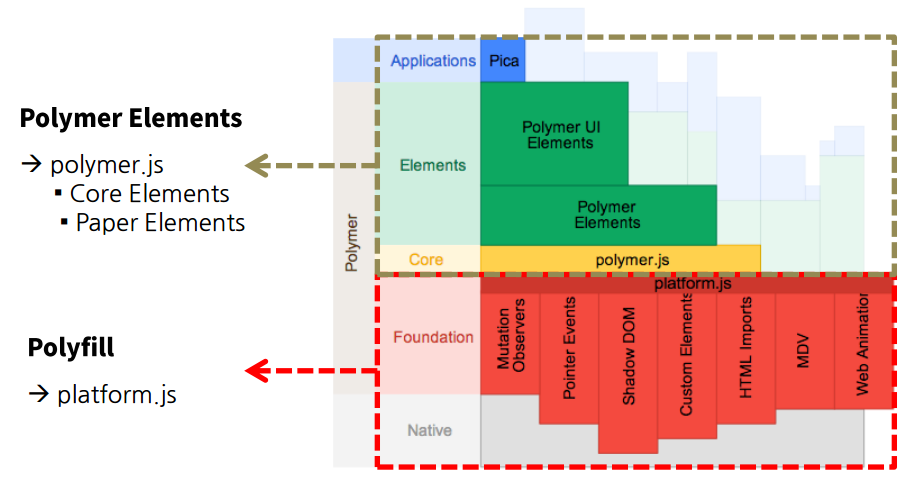 Polymer Elements
→ polymer.js
▪ Core Elements
▪ Paper Elements
Polyfill
→ platform.js
Polymer
Applications
Pica
Elements
Polymer UI
Elements
Polymer
Elements
Core
polymer.js
platform.js
Foundation
Mutation
Observers
Pointer Events
Shadow DOM
Custom Elements
HTML Imports
MDV
Web Animation
Native